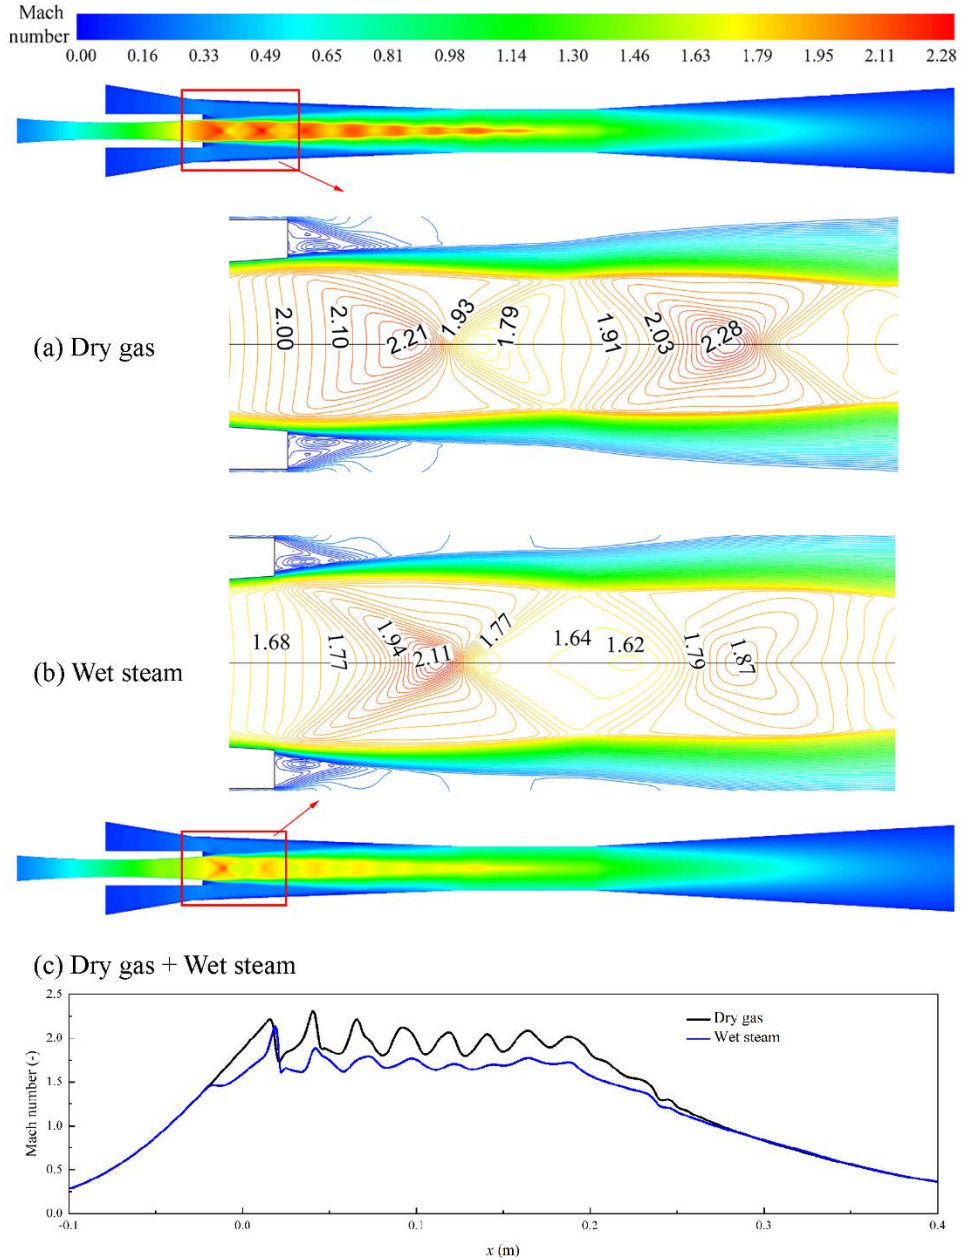 Mach
number
0.00 0.16 0.33 0.49 0.65 0.81 0.98 1.14 1.30 1.46 1.63 1.79 1.95 2.11 2.28
(a) Dry gas
2.00 2.10 2.21 1.93 1.79 1.91 2.03 2.28
(b) Wet steam
1.68 1.77 1.94 2.11 1.77 1.64 1.62 1.79 1.87
(c) Dry gas + Wet steam
Mach number (-)
2.5
2.0
1.5
1.0
0.5
0.0
Dry gas
Wet steam
-0.1 0.0 0.1 0.2 0.3 0.4
x (m)